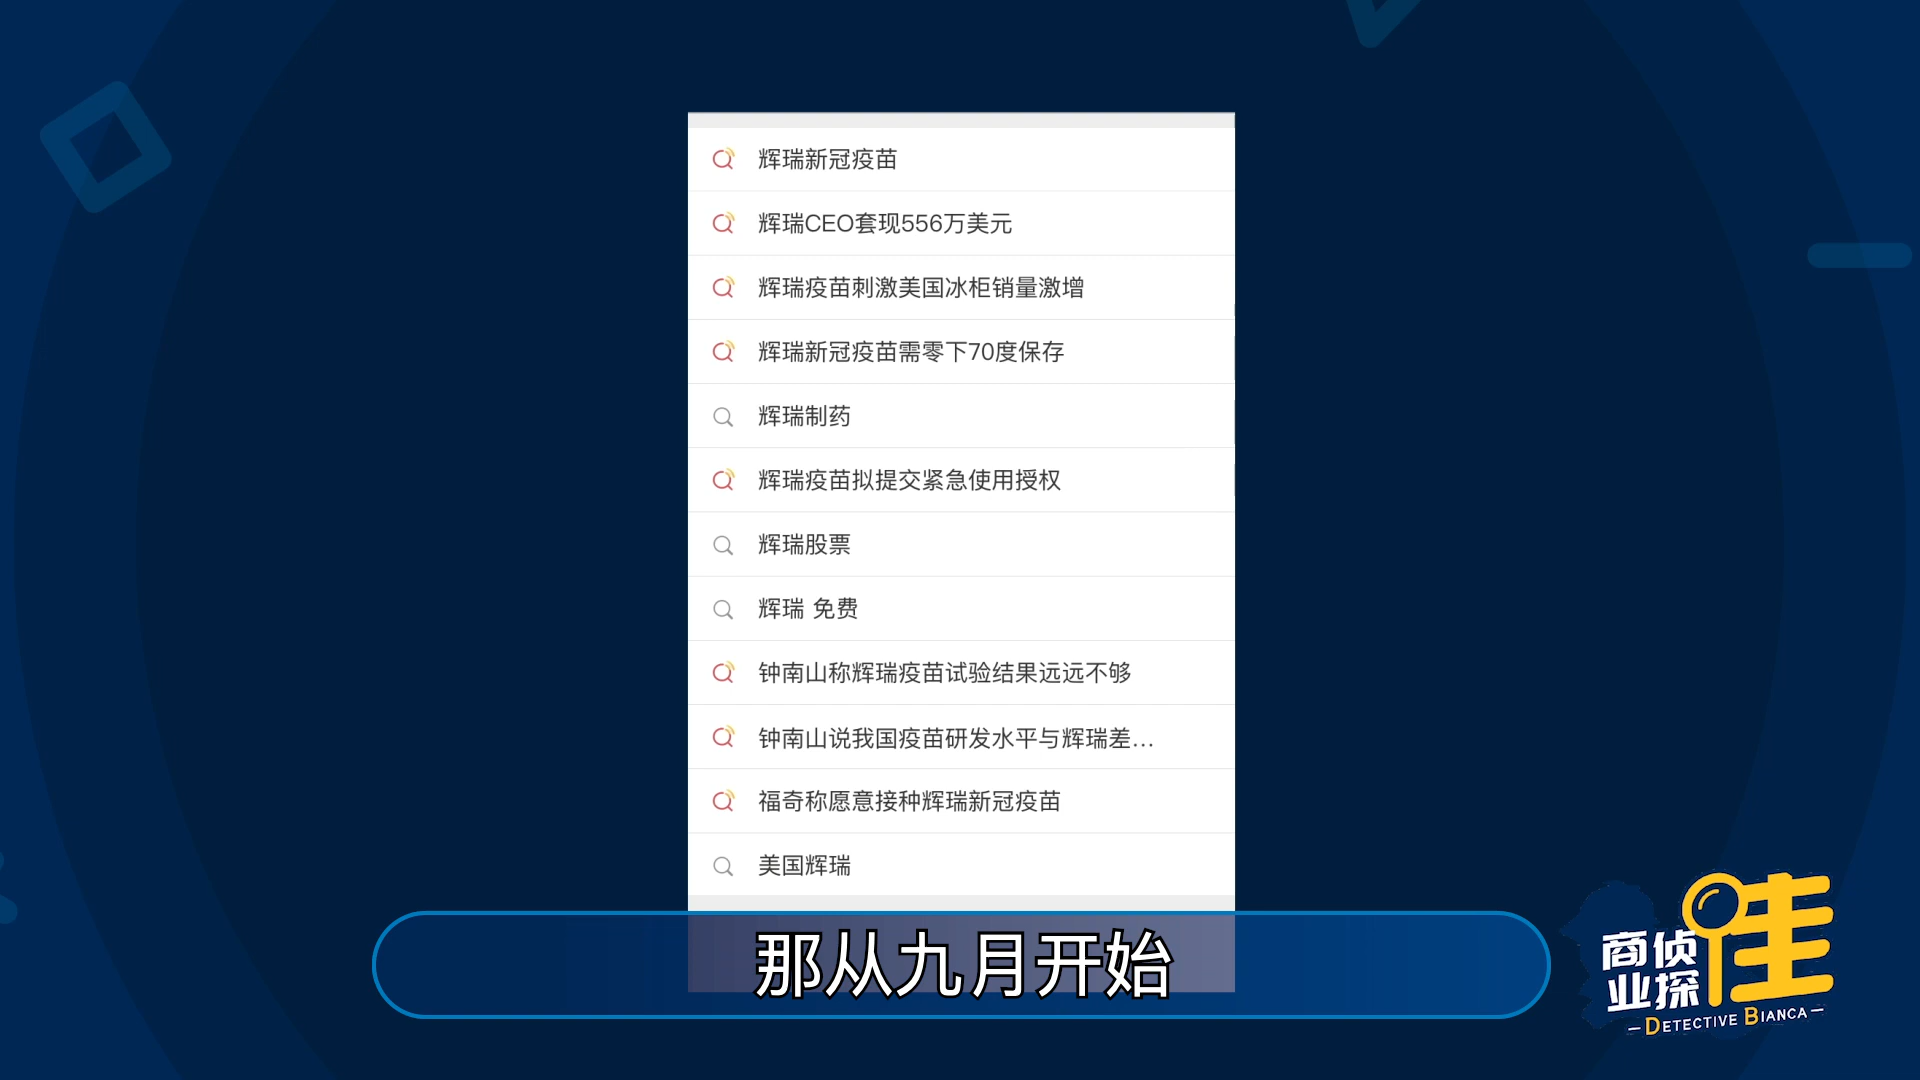 辉瑞新冠疫苗
辉瑞CEO套现556万美元
辉瑞疫苗刺激美国冰柜销量激增
辉瑞新冠疫苗需零下70度保存
辉瑞制药
辉瑞疫苗拟提交紧急使用授权
辉瑞股票
辉瑞 免费
钟南山称辉瑞疫苗试验结果远远不够
钟南山说我国疫苗研发水平与辉瑞差...
福奇称愿意接种辉瑞新冠疫苗
美国辉瑞
那从九月开始
商业侦探佳
DETECTIVE BIANCA